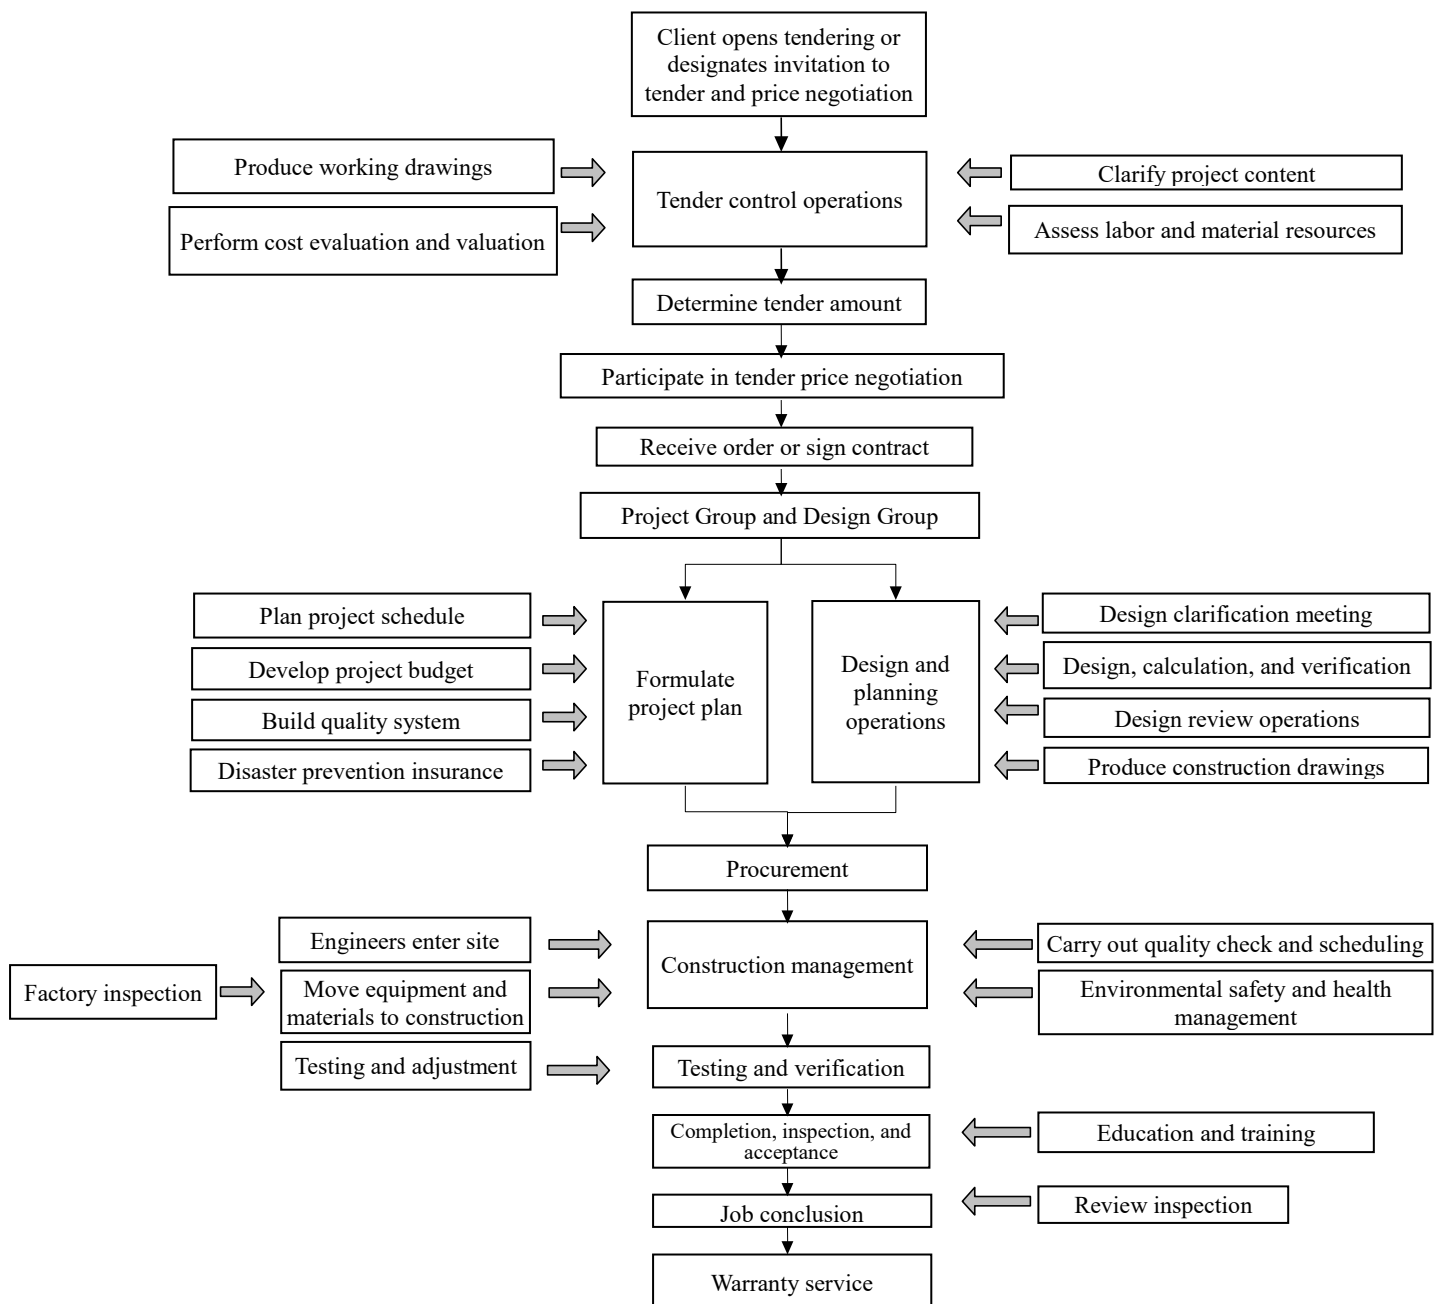 Client opens tendering or
designates invitation to
tender and price negotiation
Produce working drawings
Clarify project content
Tender control operations
Perform cost evaluation and valuation
Assess labor and material resources
Determine tender amount
Participate in tender price negotiation
Receive order or sign contract
Project Group and Design Group
Plan project schedule
Develop project budget
Build quality system
Disaster prevention insurance
Formulate
project plan
Design and
planning
operations
Design clarification meeting
Design, calculation, and verification
Design review operations
Produce construction drawings
Procurement
Engineers enter site
Construction management
Carry out quality check and scheduling
Factory inspection
Move equipment and
materials to construction
Environmental safety and health
management
Testing and adjustment
Testing and verification
Completion, inspection, and
acceptance
Education and training
Job conclusion
Review inspection
Warranty service